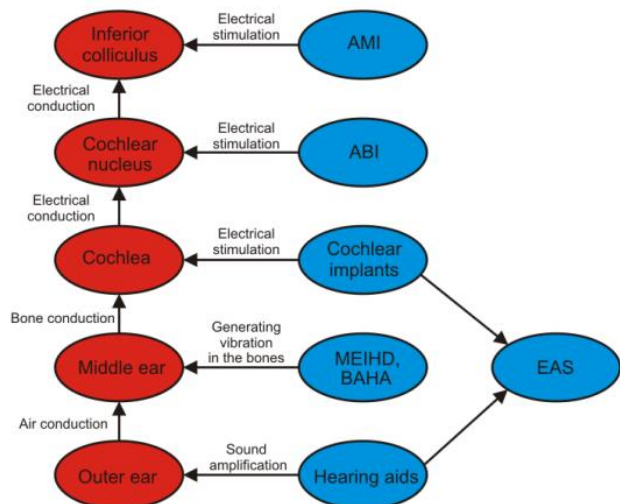 Inferior
colliculus
Electrical
stimulation
AMI
Electrical
conduction
Cochlear
nucleus
Electrical
stimulation
ABI
Electrical
conduction
Cochlea
Electrical
stimulation
Cochlear
implants
Bone conduction
Generating
vibration
in the bones
Middle ear
MEIHD,
BAHA
EAS
Air conduction
Outer ear
Sound
amplification
Hearing aids